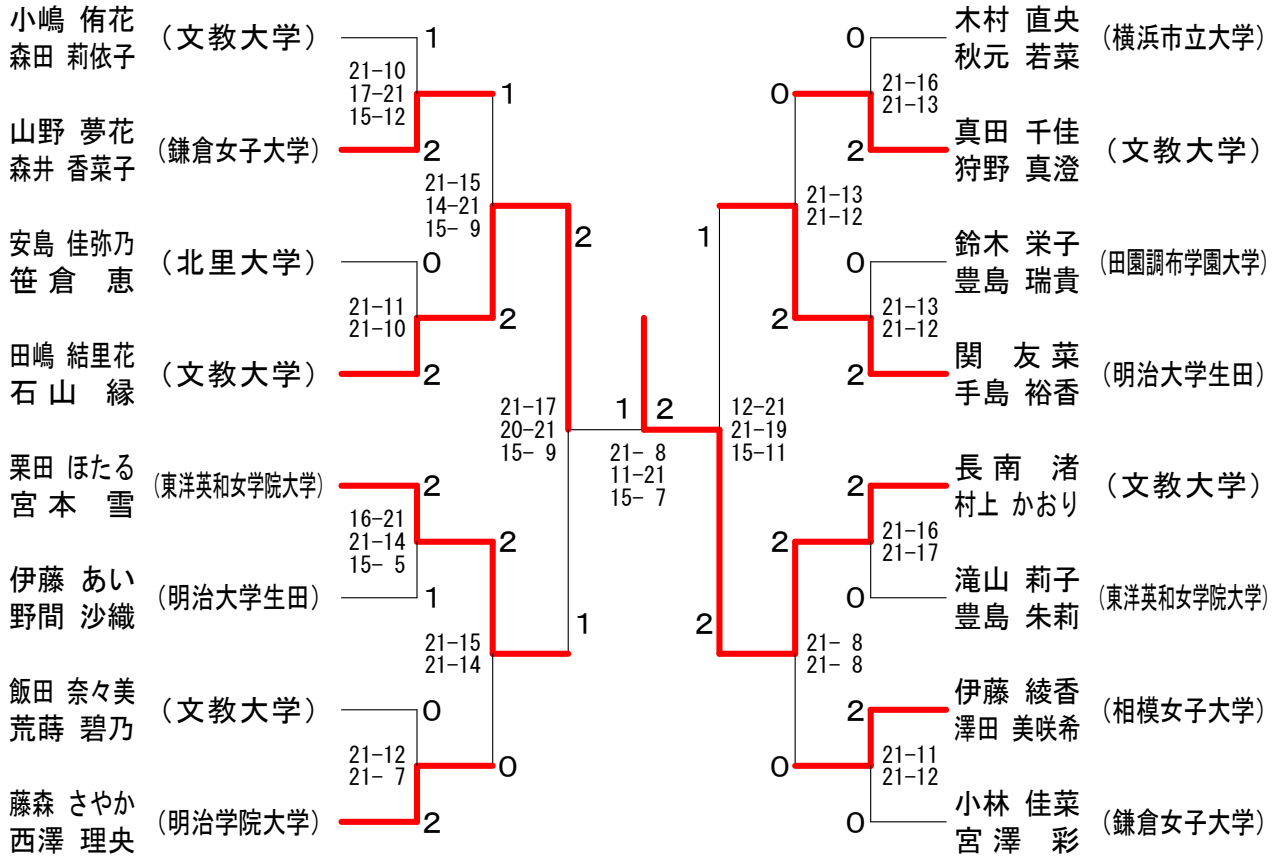 小嶋 侑花
森田 莉依子
(文教大学)
1
21-10
17-21
15-12
1
山野 夢花
森井 香菜子
(鎌倉女子大学)
2
21-15
14-21
15- 9
2
安島 佳弥乃
笹倉 恵
(北里大学)
0
21-11
21-10
2
田嶋 結里花
石山 縁
(文教大学)
2
21-17
20-21
15- 9
1
2
21- 8
11-21
15- 7
栗田 ほたる
宮本 雪
(東洋英和女学院大学)
2
16-21
21-14
15- 5
2
伊藤 あい
野間 沙織
(明治大学生田)
1
21-15
21-14
1
飯田 奈々美
荒蒔 碧乃
(文教大学)
0
21-12
21- 7
0
藤森 さやか
西澤 理央
(明治学院大学)
2
0
木村 直央
秋元 若菜
(横浜市立大学)
0
21-16
21-13
2
真田 千佳
狩野 真澄
(文教大学)
1
21-13
21-12
0
鈴木 栄子
豊島 瑞貴
(田園調布学園大学)
2
21-13
21-12
2
関 友菜
手島 裕香
(明治大学生田)
12-21
21-19
15-11
2
長南 渚
村上 かおり
(文教大学)
2
21-16
21-17
0
滝山 莉子
豊島 朱莉
(東洋英和女学院大学)
2
21- 8
21- 8
2
伊藤 綾香
澤田 美咲希
(相模女子大学)
0
21-11
21-12
0
小林 佳菜
宮澤 彩
(鎌倉女子大学)